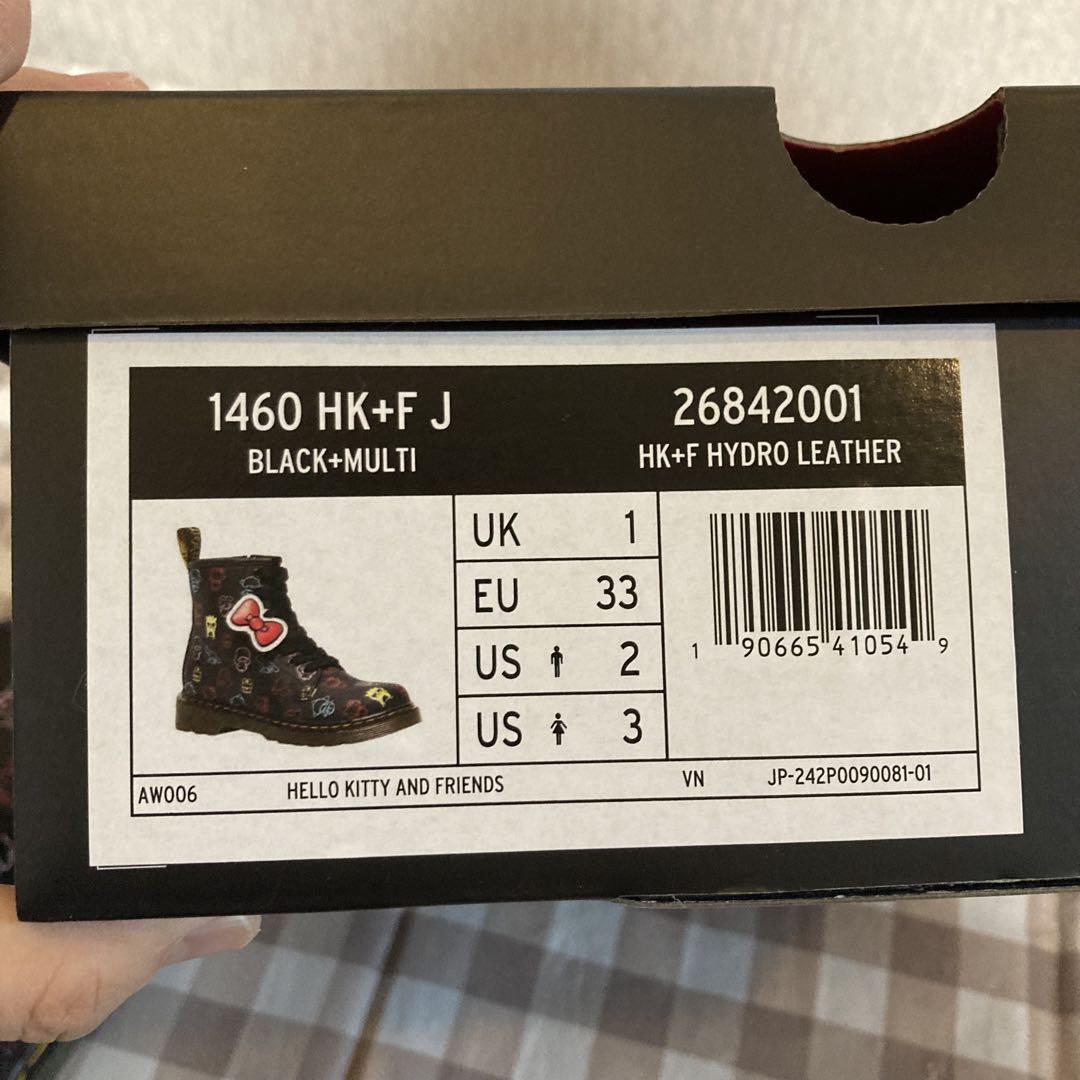 1460 HK+F J
BLACK+MULTI
26842001
HK+F HYDRO LEATHER
UK 1
EU 33
US 2
US 3
1 90665 41054 9
AW006 HELLO KITTY AND FRIENDS VN JP-242P0090081-01